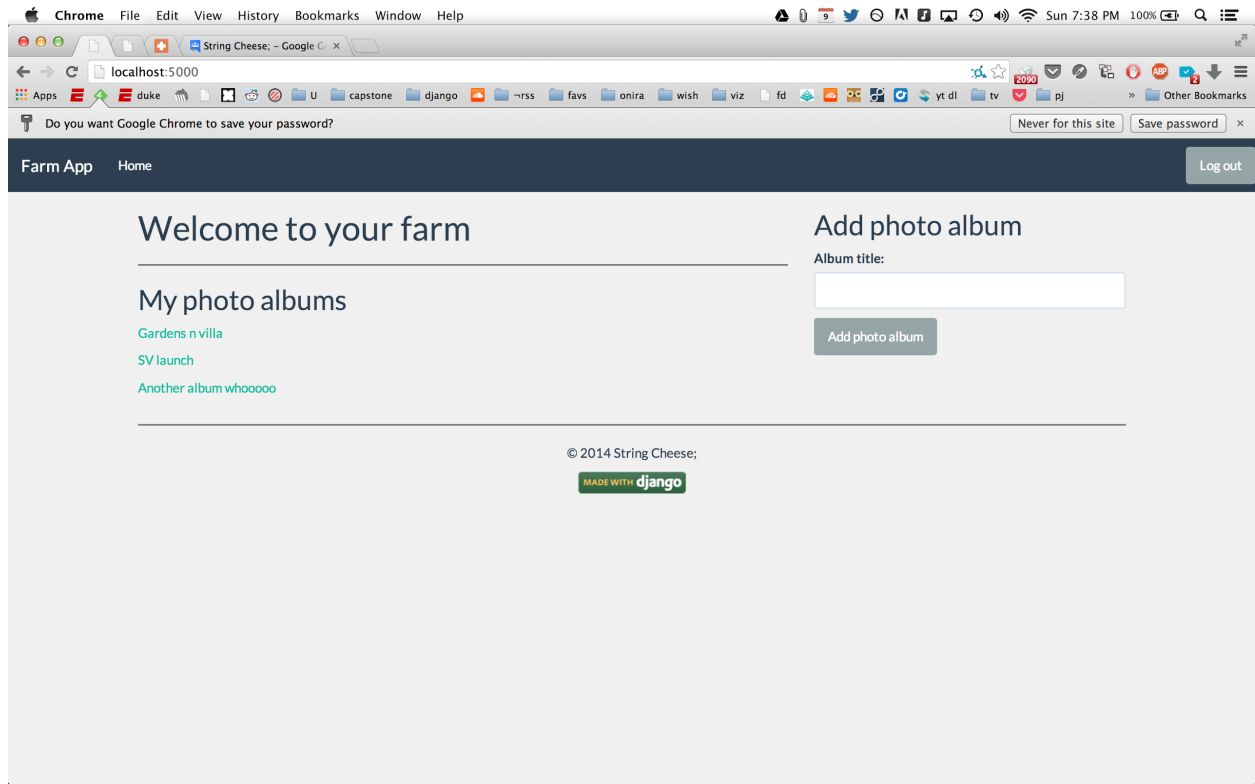 Chrome File Edit View History Bookmarks Window Help 9 Sun 7:38 PM 100%
String Cheese; – Google G
localhost:5000 2090 ABP 2
Apps duke U capstone django ¬rss favs onira wish viz fd yt dl tv pj » Other Bookmarks
Do you want Google Chrome to save your password? Never for this site Save password ×
Farm App Home Log out
Welcome to your farm
My photo albums
Gardens n villa
SV launch
Another album whooooo
Add photo album
Album title:
Add photo album
© 2014 String Cheese;
MADE WITH django